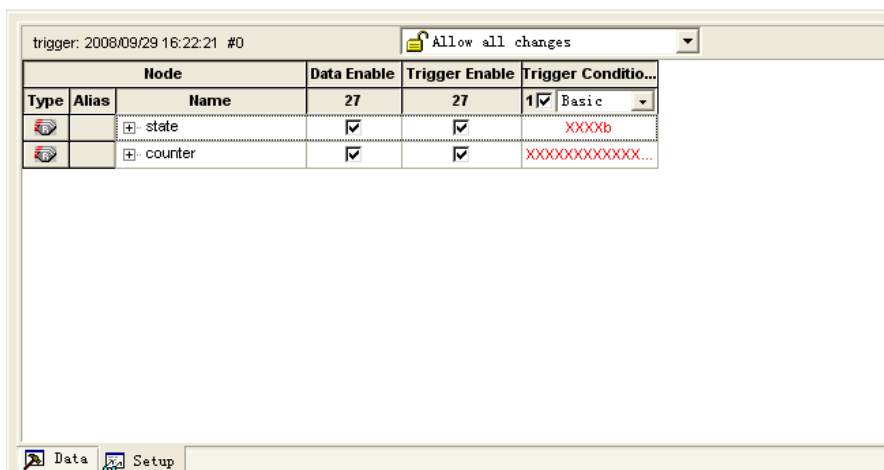 trigger: 2008/09/29 16:22:21 #0 Allow all changes
Node Data Enable Trigger Enable Trigger Conditio...
Type Alias Name 27 27 1 Basic
state XXXXb
counter XXXXXXXXXXXX...
Data Setup